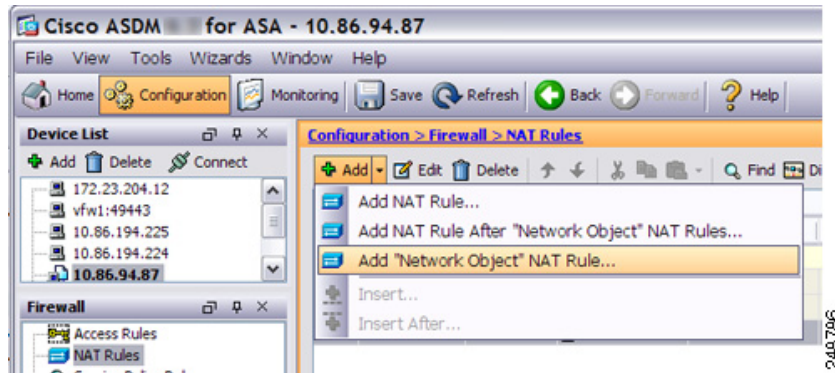 Cisco ASDM for ASA - 10.86.94.87
File View Tools Wizards Window Help
Home Configuration Monitoring Save Refresh Back Forward Help
Device List
Add Delete Connect
172.23.204.12
vfw1:49443
10.86.194.225
10.86.194.224
10.86.94.87
Firewall
Access Rules
NAT Rules
Configuration > Firewall > NAT Rules
Add Edit Delete Find Di
Add NAT Rule...
Add NAT Rule After "Network Object" NAT Rules...
Add "Network Object" NAT Rule...
Insert...
Insert After...
248796